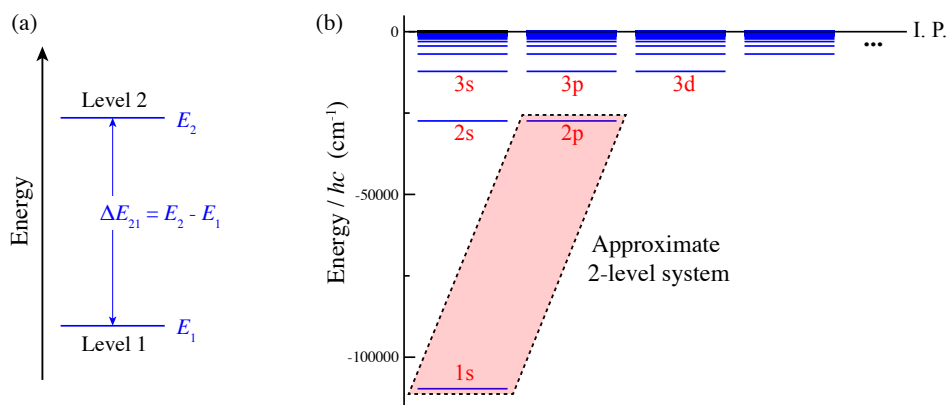 (a)
Energy
Level 2
E2
ΔE21 = E2 - E1
E1
Level 1
(b)
Energy / hc (cm-1)
0
-50000
-100000
I. P.
...
3s
3p
3d
2s
2p
Approximate
2-level system
1s